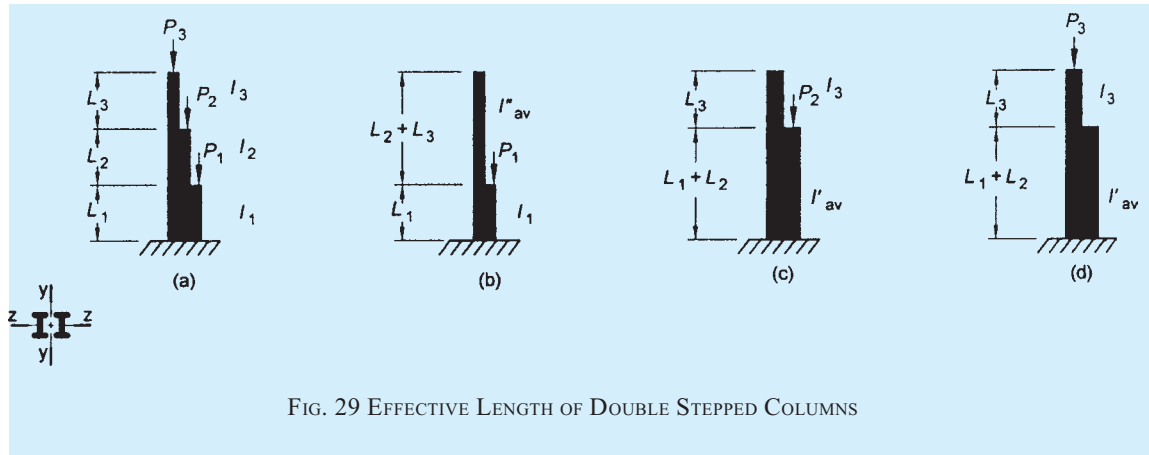 P3
L3
I3
P2
L2
I2
P1
L1
I1
(a)
L2 + L3
I"av
P1
L1
I1
(b)
L3
P2
I3
L1 + L2
I'av
(c)
P3
L3
I3
L1 + L2
I'av
(d)
y
z z
y
FIG. 29 EFFECTIVE LENGTH OF DOUBLE STEPPED COLUMNS